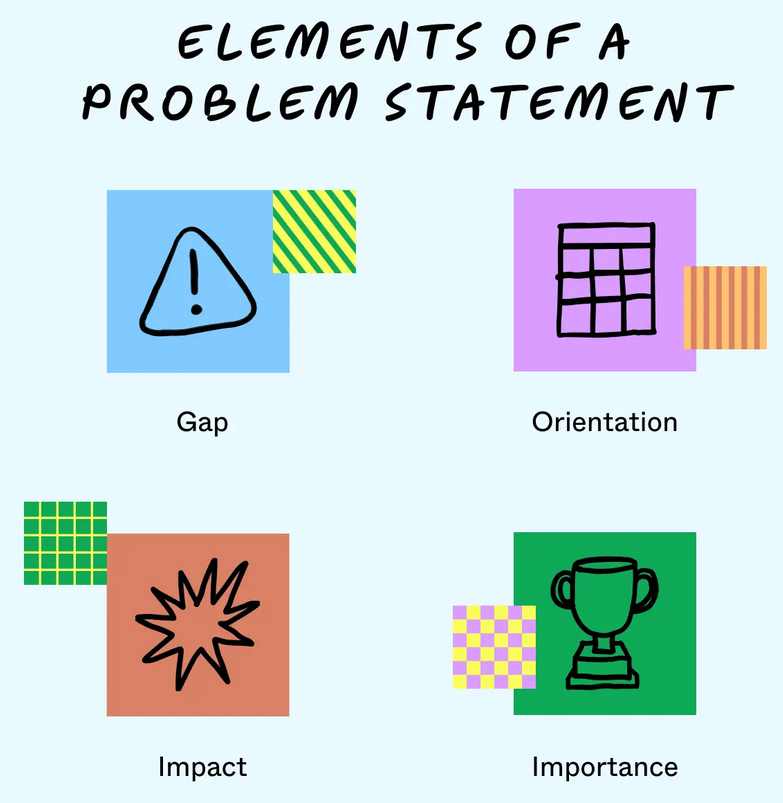 ELEMENTS OF A
PROBLEM STATEMENT
Gap
Orientation
Impact
Importance